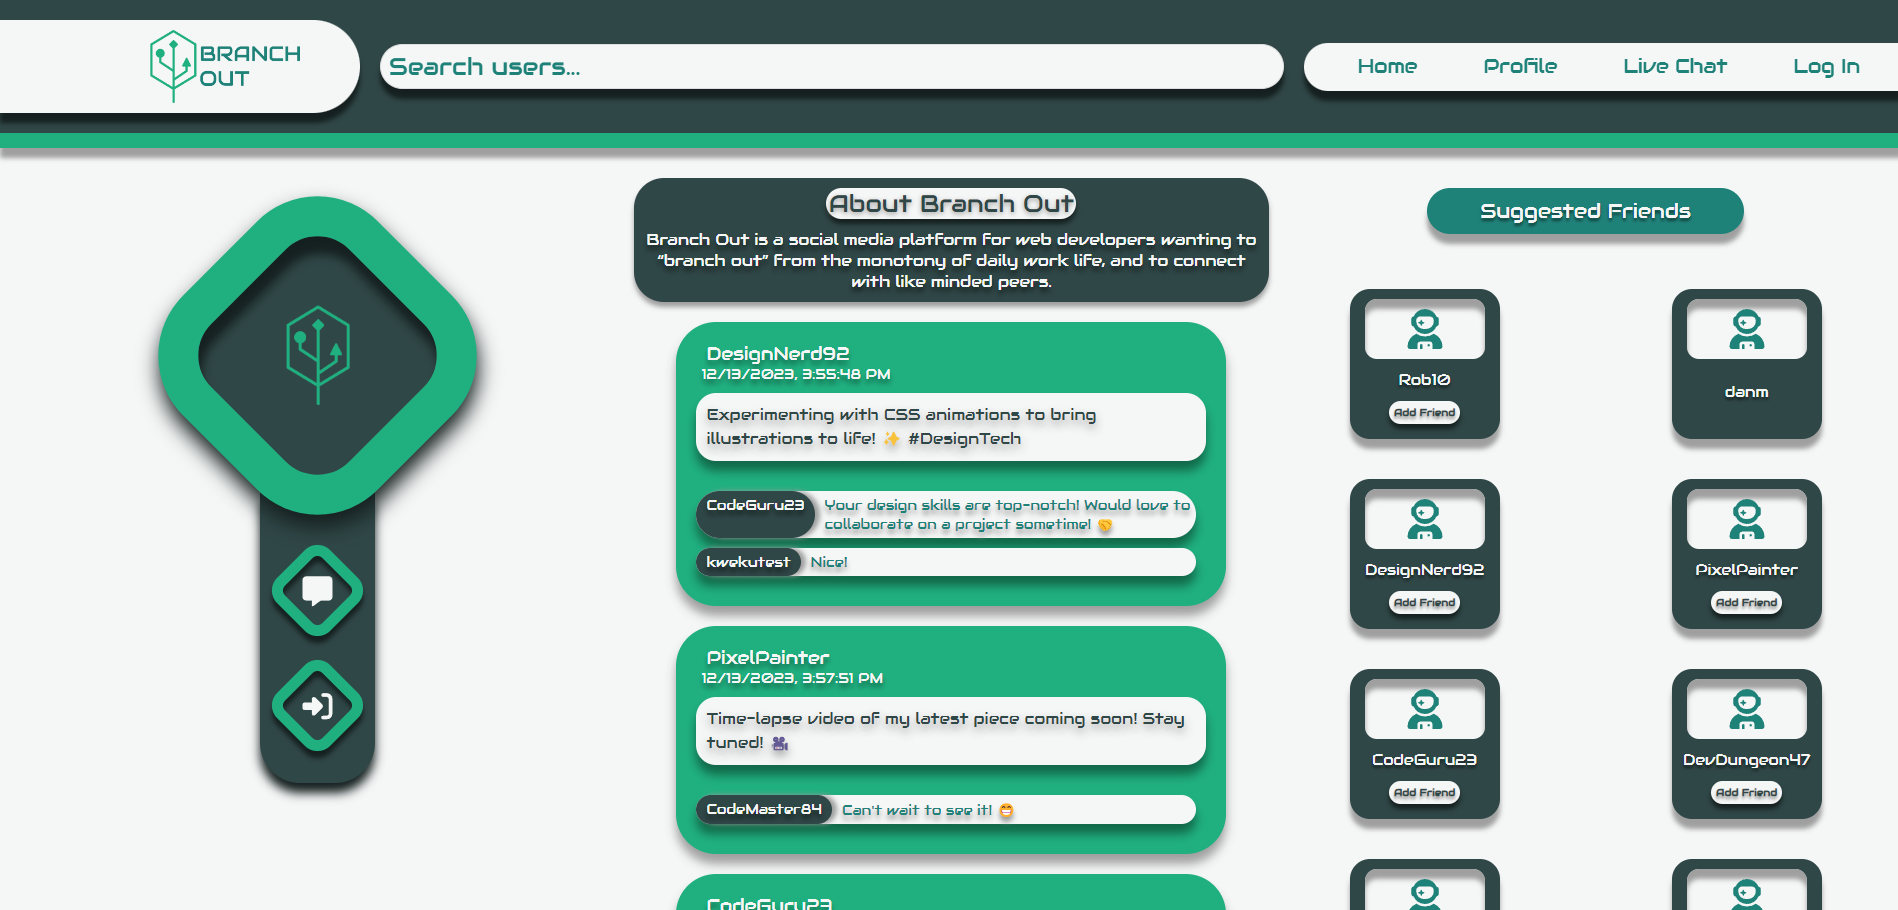 BRANCH
OUT
Search users...
Home
Profile
Live Chat
Log In
About Branch Out
Branch Out is a social media platform for web developers wanting to
“branch out” from the monotony of daily work life, and to connect
with like minded peers.
DesignNerd92
12/13/2023, 3:55:48 PM
Experimenting with CSS animations to bring
illustrations to life! ✨ #DesignTech
CodeGuru23
Your design skills are top-notch! Would love to
collaborate on a project sometime! 🤝
kwekutest
Nice!
PixelPainter
12/13/2023, 3:57:51 PM
Time-lapse video of my latest piece coming soon! Stay
tuned! 🎥
CodeMaster84
Can't wait to see it! 😁
CodeGuru23
Suggested Friends
Rob10
Add Friend
danm
DesignNerd92
Add Friend
PixelPainter
Add Friend
CodeGuru23
Add Friend
DevDungeon47
Add Friend